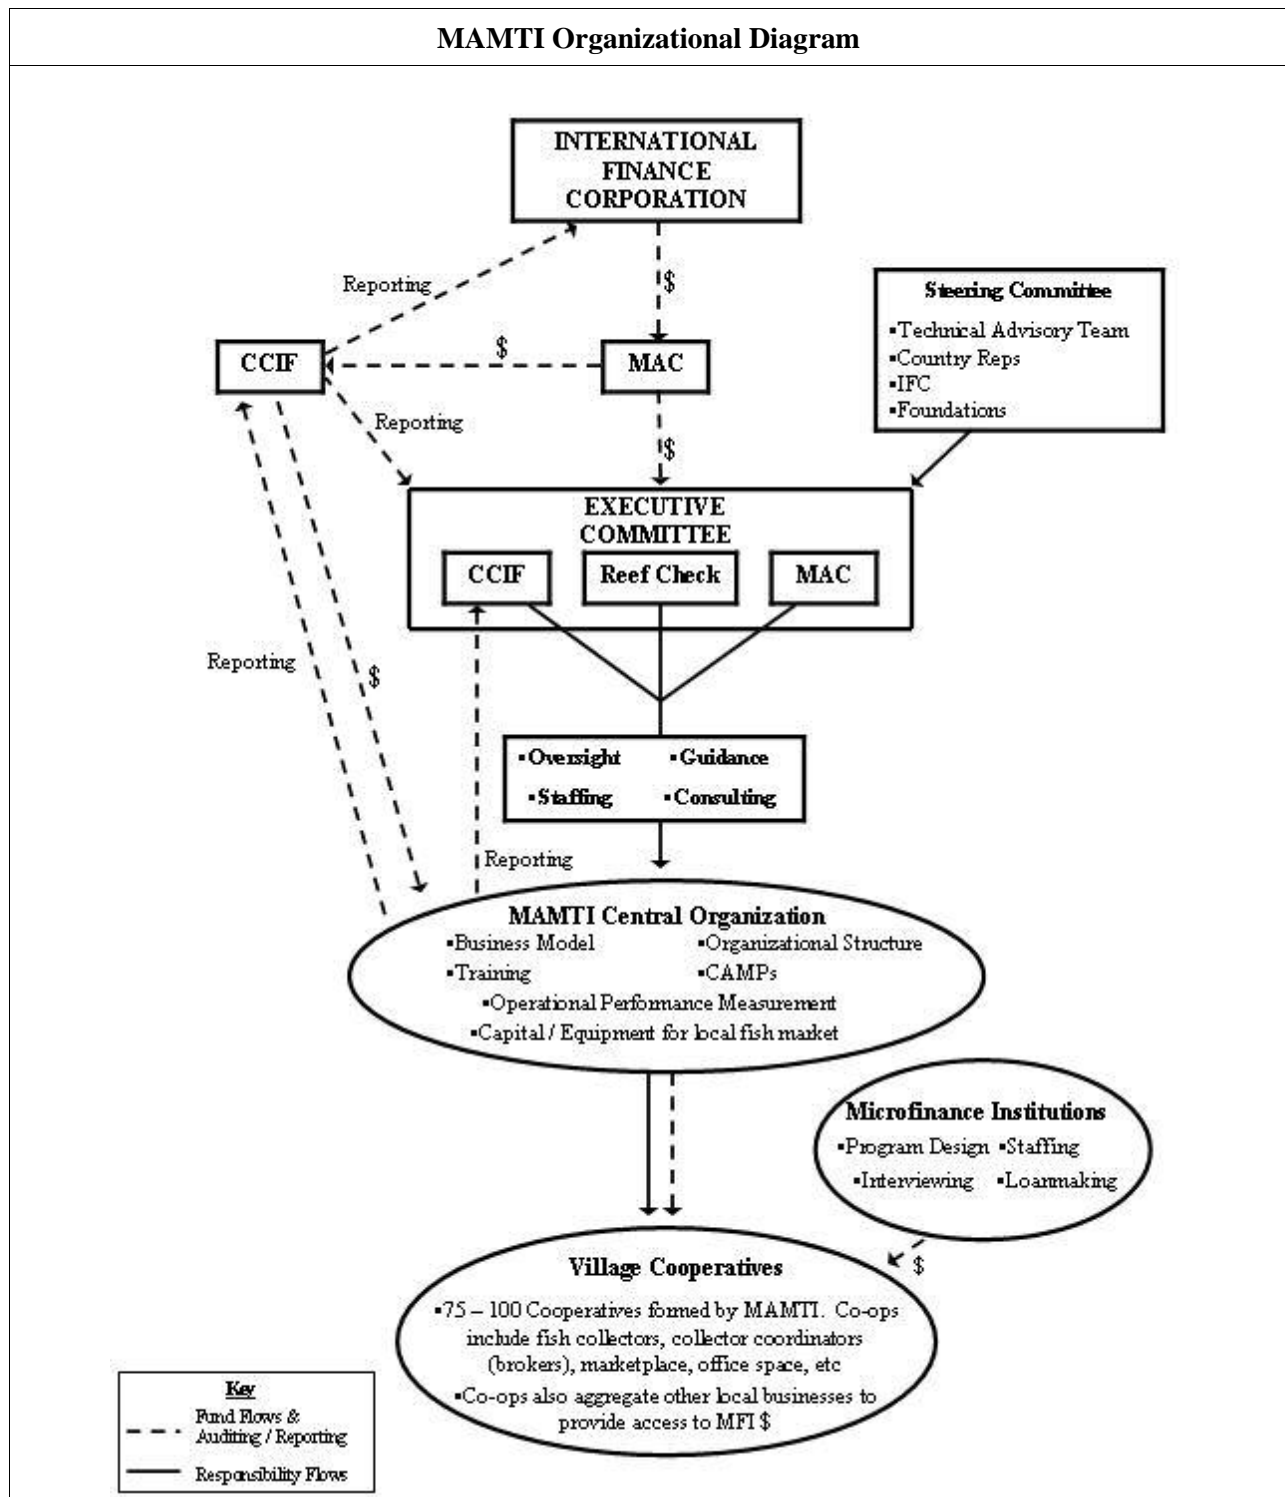 MAMTI Organizational Diagram
INTERNATIONAL
FINANCE
CORPORATION
Reporting
$
Steering Committee
▪Technical Advisory Team
▪Country Reps
▪IFC
▪Foundations
CCIF
$
MAC
Reporting
$
EXECUTIVE
COMMITTEE
CCIF
Reef Check
MAC
Reporting
$
▪Oversight ▪Guidance
▪Staffing ▪Consulting
Reporting
MAMTI Central Organization
▪Business Model ▪Organizational Structure
▪Training ▪CAMPs
▪Operational Performance Measurement
▪Capital / Equipment for local fish market
Microfinance Institutions
▪Program Design ▪Staffing
▪Interviewing ▪Loanmaking
$
Village Cooperatives
▪75 – 100 Cooperatives formed by MAMTI. Co-ops
include fish collectors, collector coordinators
(brokers), marketplace, office space, etc
▪Co-ops also aggregate other local businesses to
provide access to MFI $
Key
Fund Flows &
Auditing / Reporting
Responsibility Flows